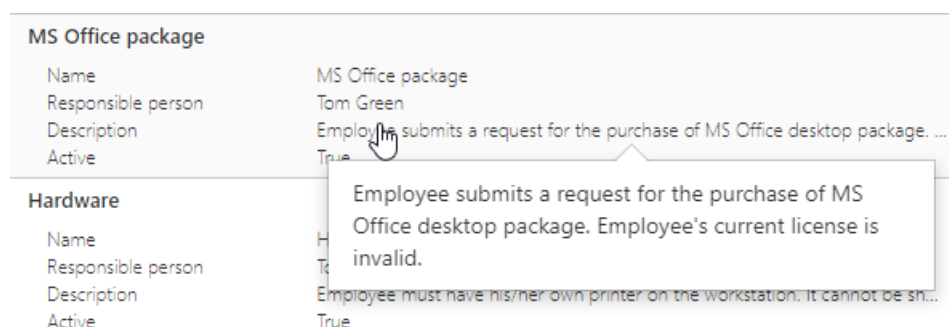 MS Office package
Name MS Office package
Responsible person Tom Green
Description Employee submits a request for the purchase of MS Office desktop package. ...
Active True
Employee submits a request for the purchase of MS
Office desktop package. Employee's current license is
invalid.
Hardware
Name
Responsible person
Description Employee must have his/her own printer on the workstation. It cannot be sh...
Active True